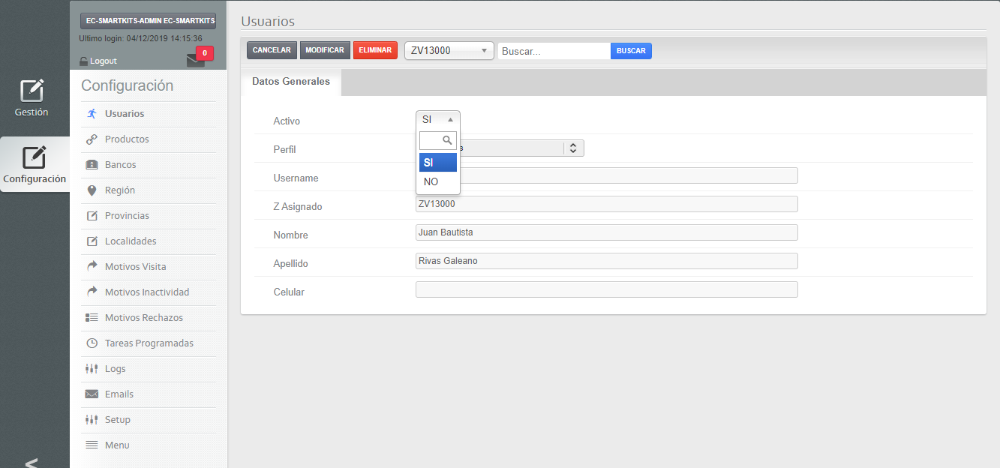 EC-SMARTKITS-ADMIN EC-SMARTKITS
Ultimo login: 04/12/2019 14:15:36
0
Logout
Gestión
Configuración
<
Configuración
Usuarios
Productos
Bancos
Región
Provincias
Localidades
Motivos Visita
Motivos Inactividad
Motivos Rechazos
Tareas Programadas
Logs
Emails
Setup
Menu
Usuarios
CANCELAR MODIFICAR ELIMINAR ZV13000 Buscar... BUSCAR
Datos Generales
Activo SI
SI
NO
Perfil
Username
Z Asignado ZV13000
Nombre Juan Bautista
Apellido Rivas Galeano
Celular